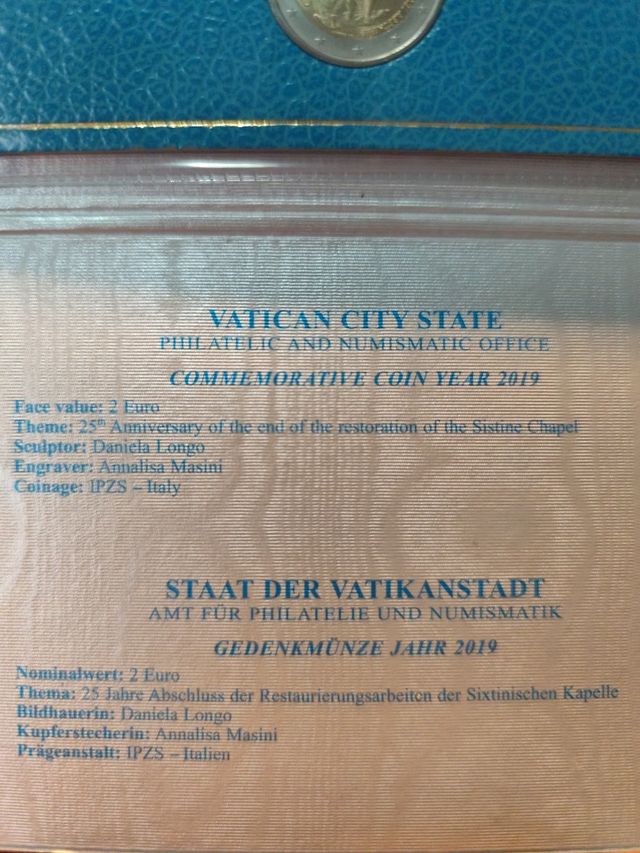 VATICAN CITY STATE
PHILATELIC AND NUMISMATIC OFFICE
COMMEMORATIVE COIN YEAR 2019
Face value: 2 Euro
Theme: 25th Anniversary of the end of the restoration of the Sistine Chapel
Sculptor: Daniela Longo
Engraver: Annalisa Masini
Coinage: IPZS – Italy
STAAT DER VATIKANSTADT
AMT FÜR PHILATELIE UND NUMISMATIK
GEDENKMÜNZE JAHR 2019
Nominalwert: 2 Euro
Thema: 25 Jahre Abschluss der Restaurierungsarbeiten der Sixtinischen Kapelle
Bildhauerin: Daniela Longo
Kupferstecherin: Annalisa Masini
Prägeanstalt: IPZS – Italien